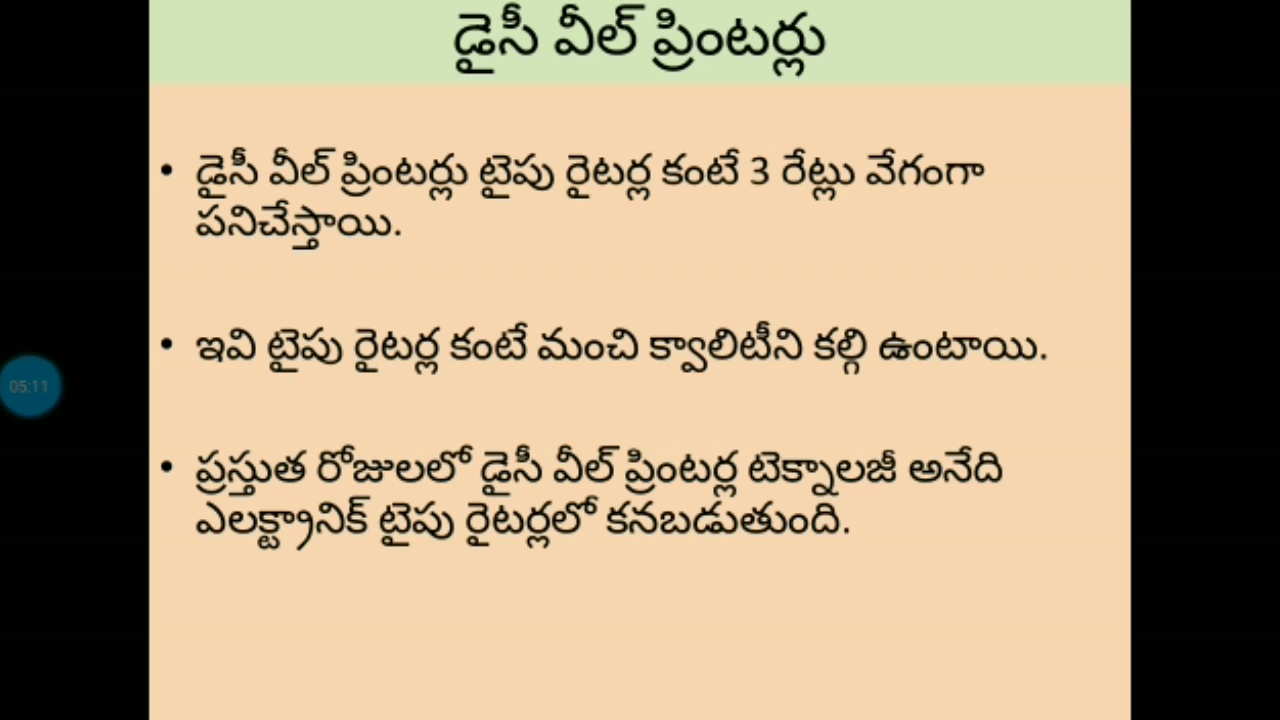 డైసీ వీల్ ప్రింటర్లు
• డైసీ వీల్ ప్రింటర్లు టైపు రైటర్ల కంటే 3 రేట్లు వేగంగా
పనిచేస్తాయి.
• ఇవి టైపు రైటర్ల కంటే మంచి క్వాలిటీని కల్గి ఉంటాయి.
05:11
• ప్రస్తుత రోజులలో డైసీ వీల్ ప్రింటర్ల టెక్నాలజీ అనేది
ఎలక్ట్రానిక్ టైపు రైటర్లలో కనబడుతుంది.